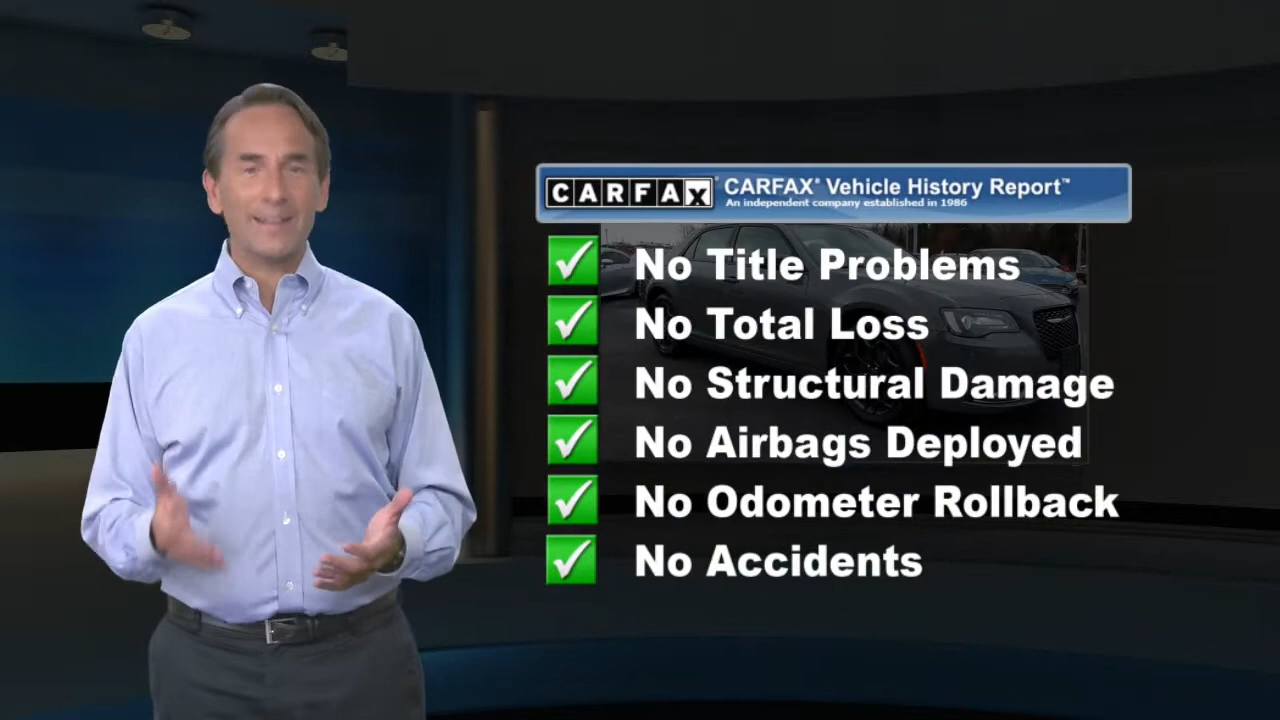 CARFAX® CARFAX® Vehicle History Report™
An independent company established in 1986
No Title Problems
No Total Loss
No Structural Damage
No Airbags Deployed
No Odometer Rollback
No Accidents